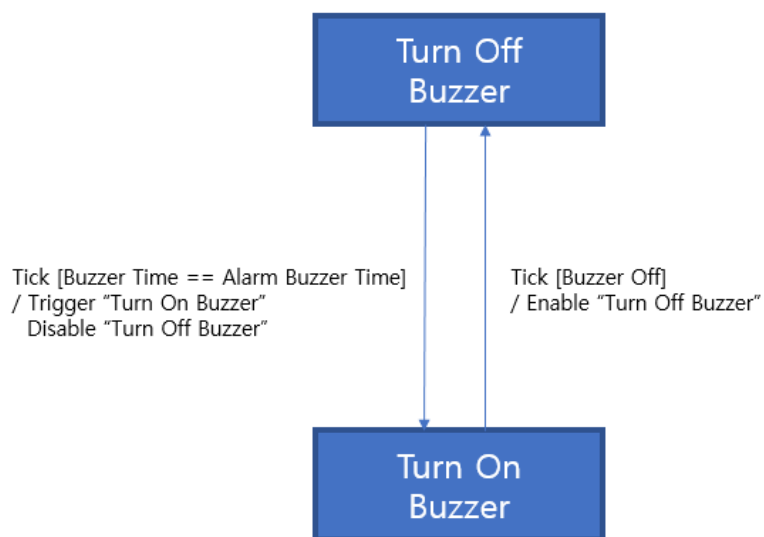 Turn Off
Buzzer
Tick [Buzzer Time == Alarm Buzzer Time]
/ Trigger “Turn On Buzzer”
Disable “Turn Off Buzzer”
Tick [Buzzer Off]
/ Enable “Turn Off Buzzer”
Turn On
Buzzer